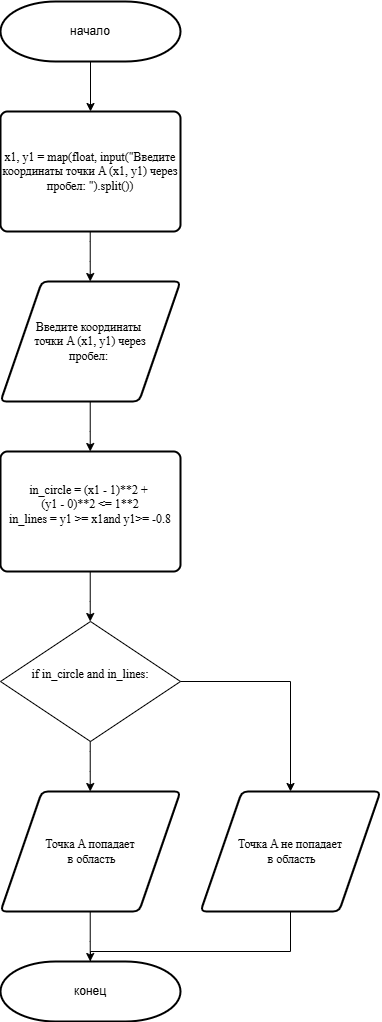 начало
x1, y1 = map(float, input("Введите
координаты точки A (x1, y1) через
пробел: ").split())
Введите координаты
точки A (x1, y1) через
пробел:
in_circle = (x1 - 1)**2 +
(y1 - 0)**2 <= 1**2
in_lines = y1 >= x1and y1>= -0.8
if in_circle and in_lines:
Точка A попадает
в область
Точка A не попадает
в область
конец